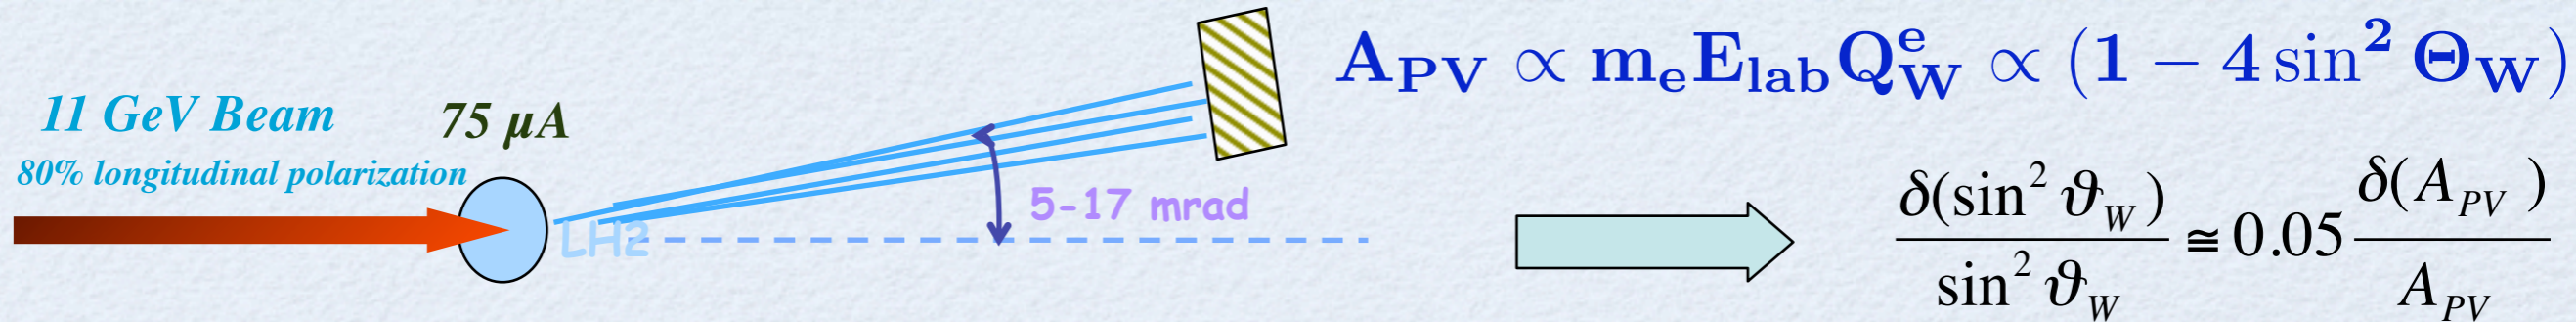 11 GeV Beam
75 μA
80% longitudinal polarization
LH2
5-17 mrad
A_PV ∝ m_e E_lab Q^e_W ∝ (1 − 4 sin² Θ_W)
δ(sin² ϑ_W) / sin² ϑ_W ≅ 0.05 δ(A_PV) / A_PV